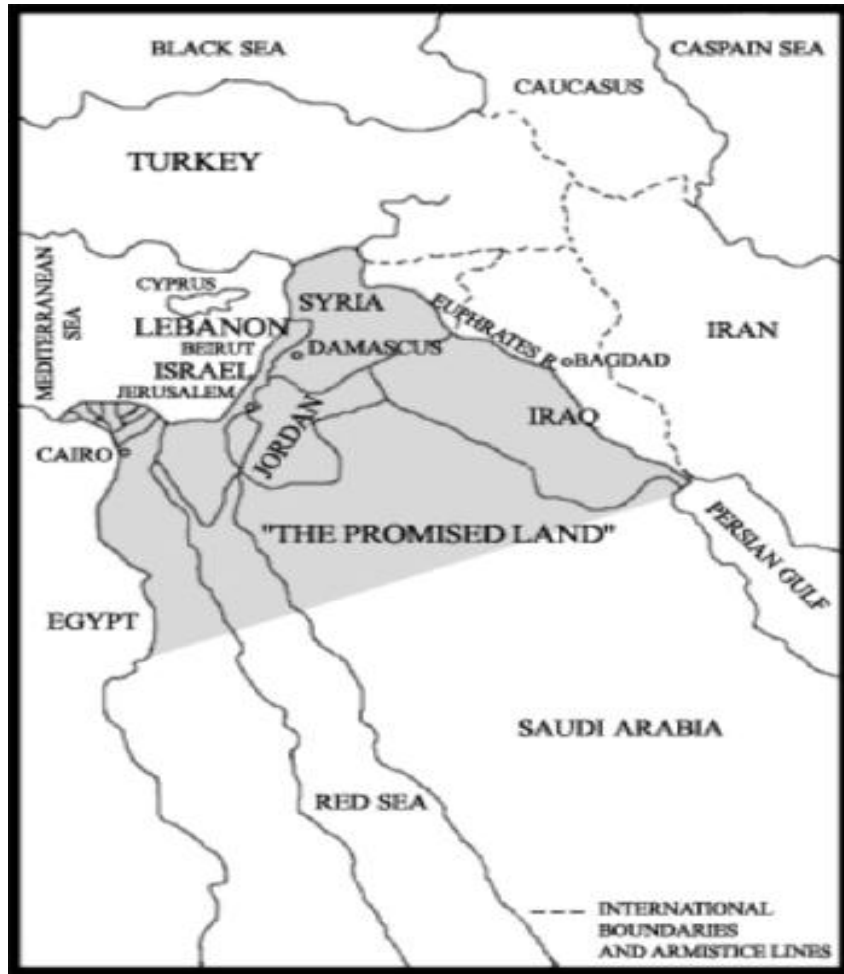 BLACK SEA
CASPAIN SEA
CAUCASUS
TURKEY
MEDITERRANEAN
SEA
CYPRUS
SYRIA
LEBANON
BEIRUT
DAMASCUS
ISRAEL
JERUSALEM
EUPHRATES R.
BAGDAD
IRAN
IRAQ
JORDAN
CAIRO
"THE PROMISED LAND"
PERSIAN GULF
EGYPT
SAUDI ARABIA
RED SEA
INTERNATIONAL
BOUNDARIES
AND ARMISTICE LINES